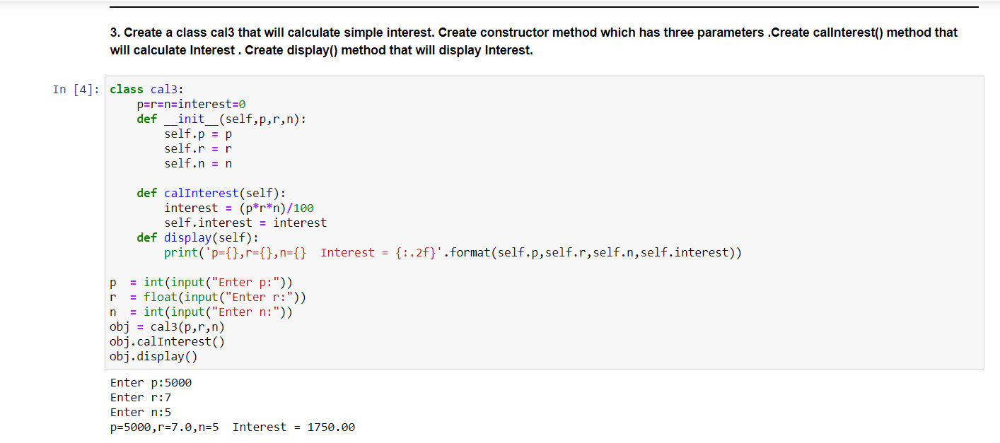 3. Create a class cal3 that will calculate simple interest. Create constructor method which has three parameters .Create calInterest() method that
will calculate Interest . Create display() method that will display Interest.
In [4]: class cal3:
    p=r=n=interest=0
    def __init__(self,p,r,n):
        self.p = p
        self.r = r
        self.n = n
    def calInterest(self):
        interest = (p*r*n)/100
        self.interest = interest
    def display(self):
        print('p={},r={},n={}  Interest = {:.2f}'.format(self.p,self.r,self.n,self.interest))
p  = int(input("Enter p:"))
r  = float(input("Enter r:"))
n  = int(input("Enter n:"))
obj = cal3(p,r,n)
obj.calInterest()
obj.display()
Enter p:5000
Enter r:7
Enter n:5
p=5000,r=7.0,n=5  Interest = 1750.00